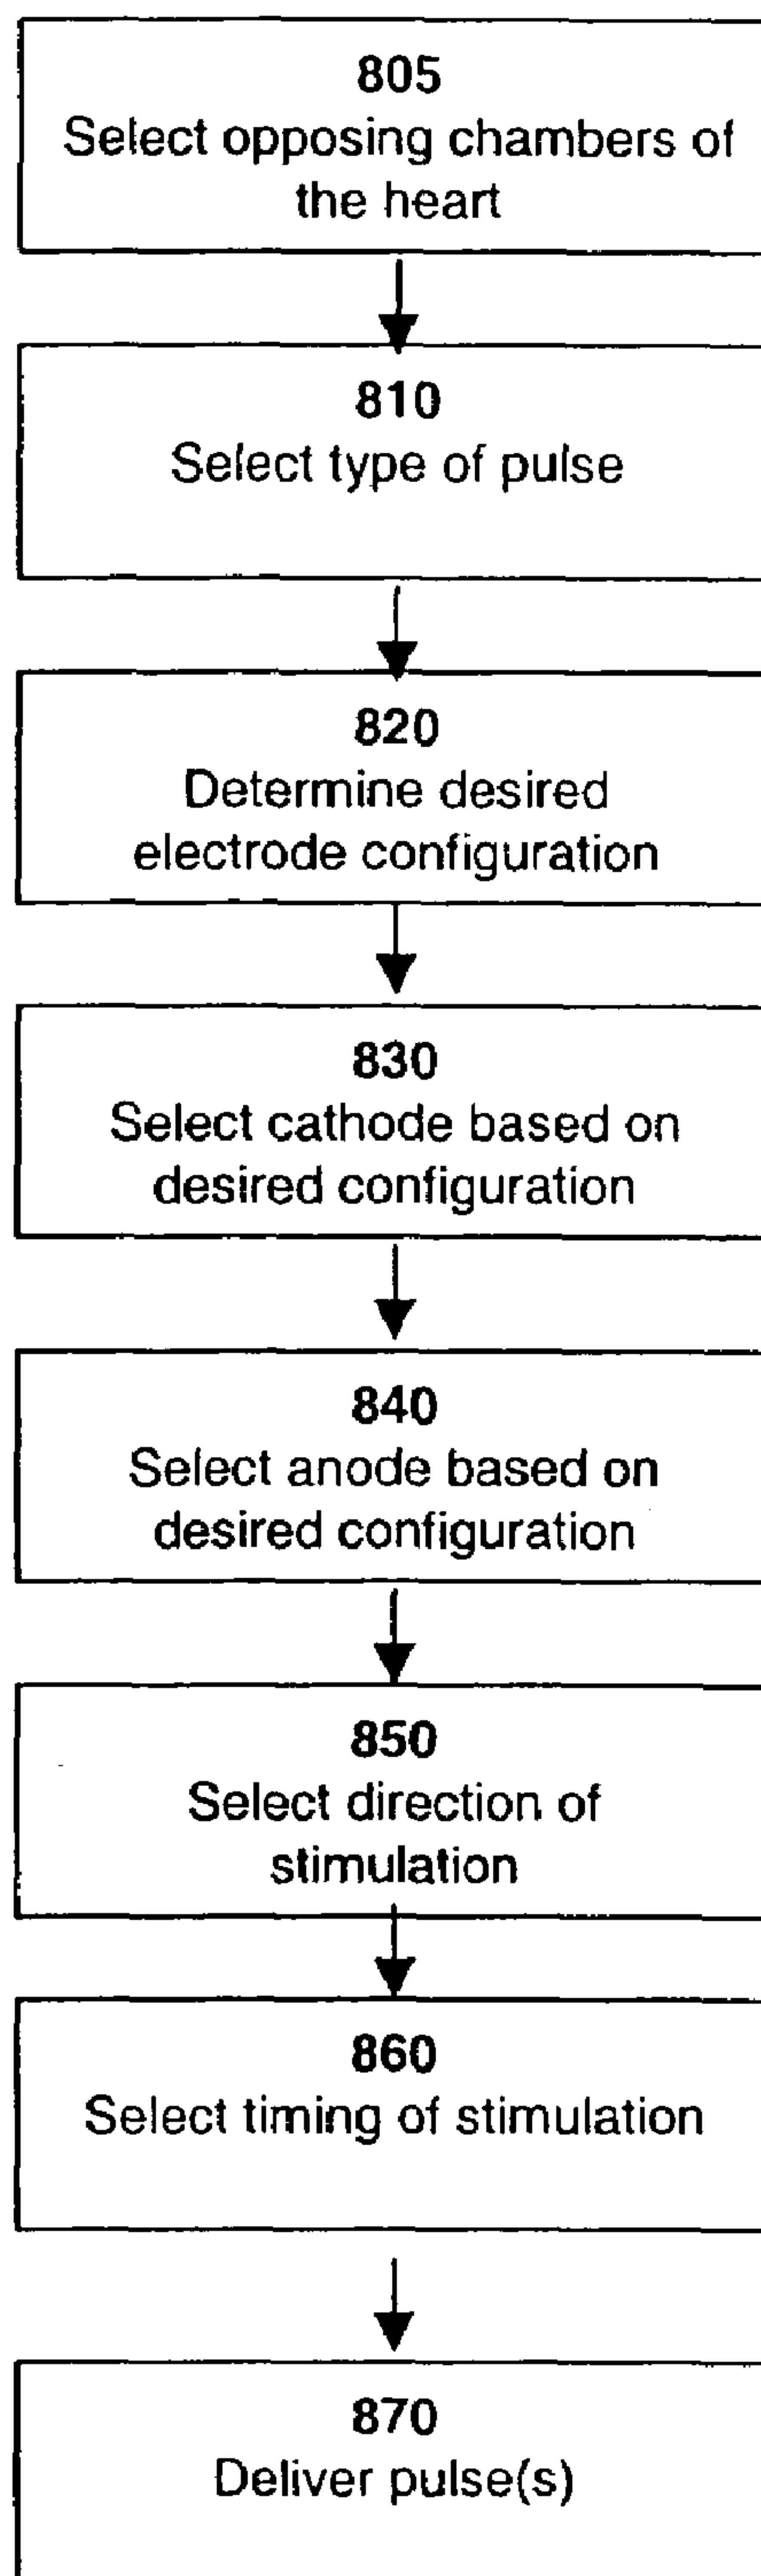 805
Select opposing chambers of
the heart
810
Select type of pulse
820
Determine desired
electrode configuration
830
Select cathode based on
desired configuration
840
Select anode based on
desired configuration
850
Select direction of
stimulation
860
Select timing of stimulation
870
Deliver pulse(s)